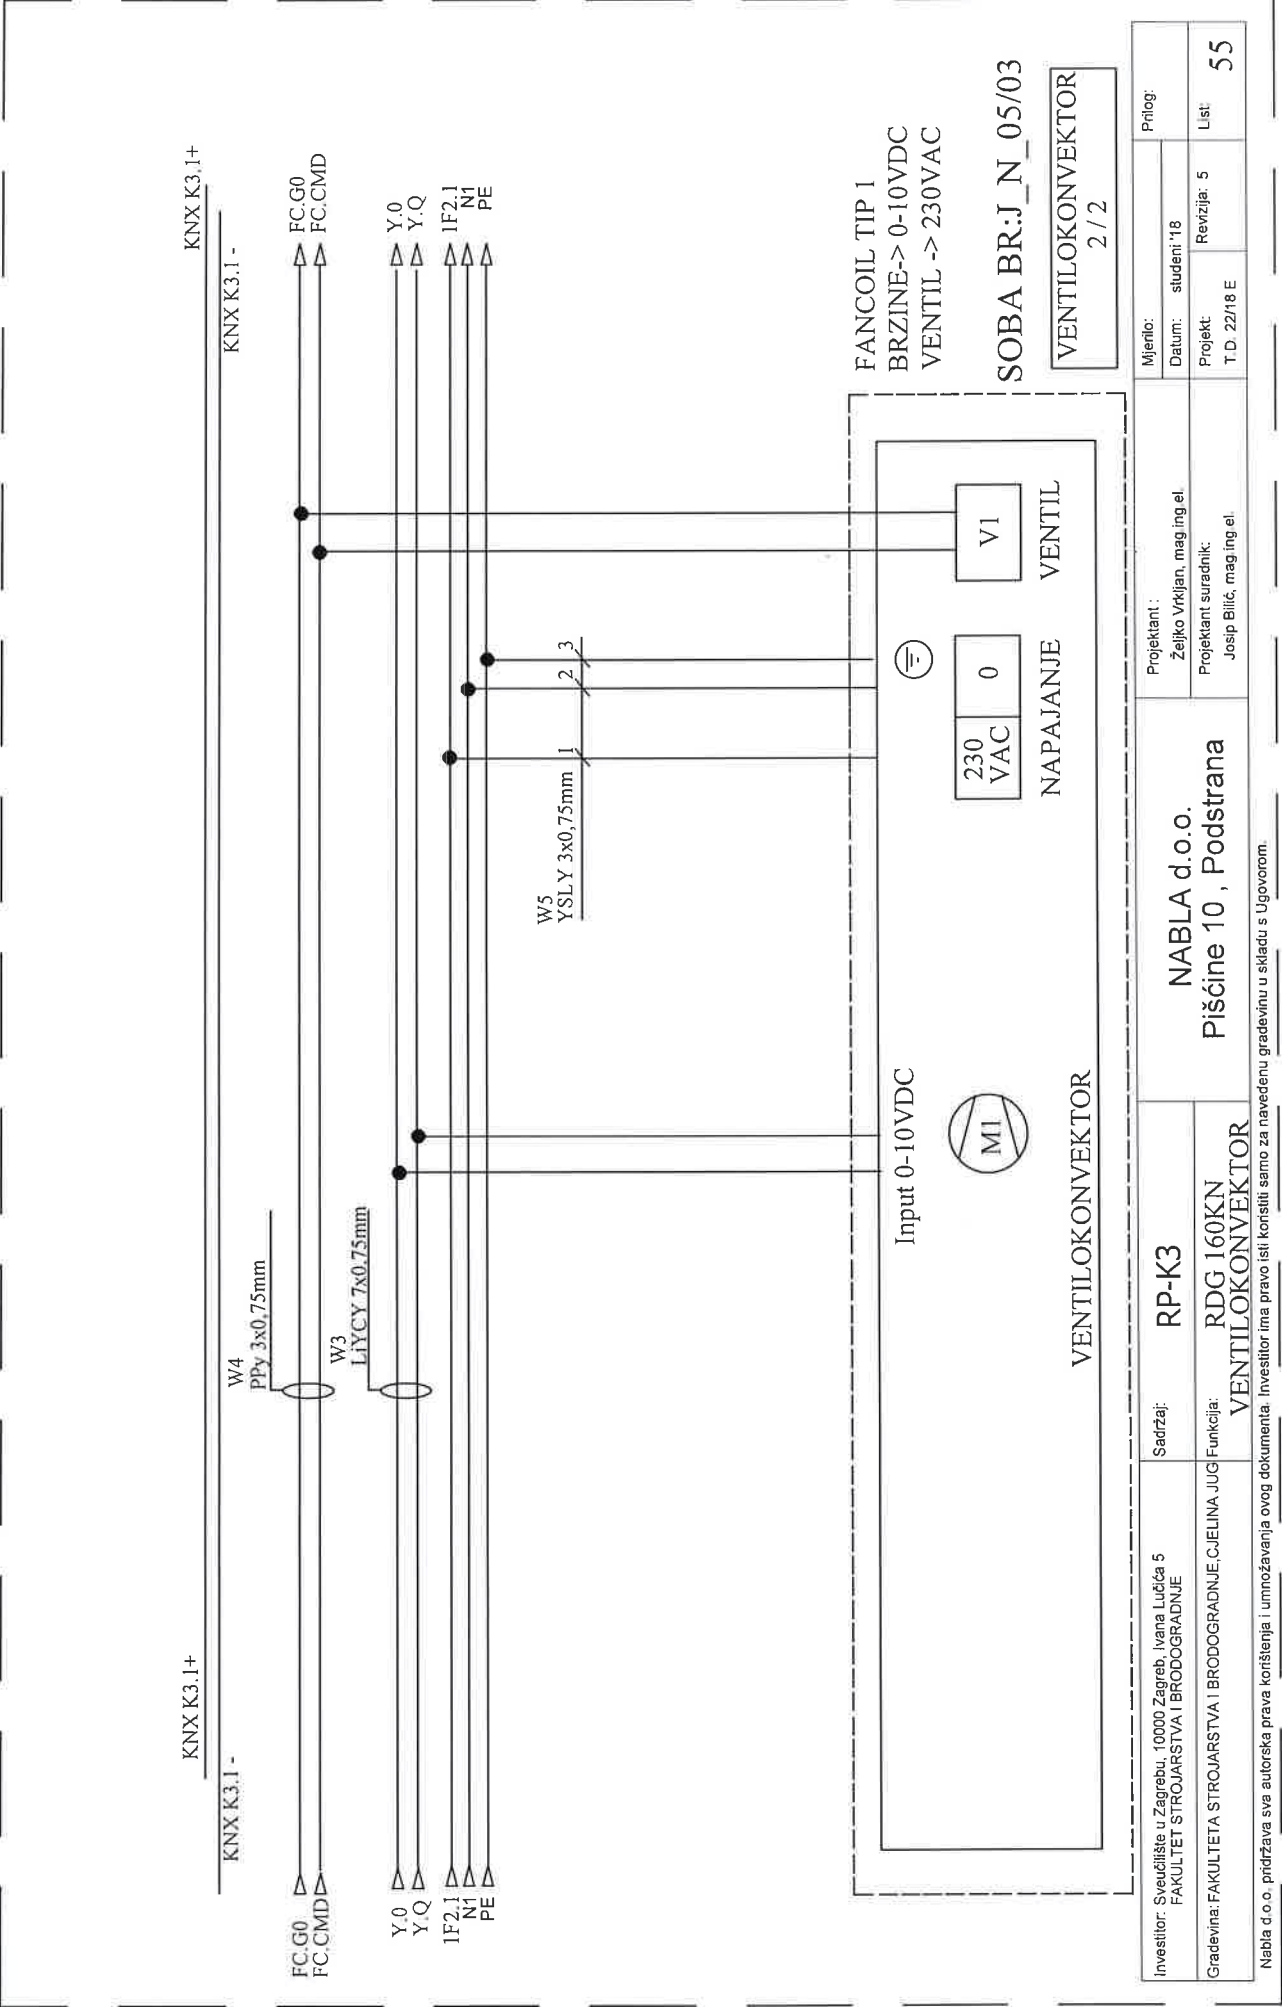 KNX K3.1+
KNX K3.1+
KNX K3.1 -
KNX K3.1 -
W4
PPy 3x0,75mm
FC.G0
FC.G0
FC.CMD
FC.CMD
W3
LiYCY 7x0.75mm
Y.0
Y.0
Y.Q
Y.Q
1F2.1
1F2.1
N1
N1
PE
PE
W5
YSLY 3x0,75mm
1
2
3
Input 0-10VDC
M1
230
VAC
0
V1
VENTILOKONVEKTOR
NAPAJANJE
VENTIL
FANCOIL TIP 1
BRZINE-> 0-10VDC
VENTIL -> 230VAC
SOBA BR:J_N_05/03
VENTILOKONVEKTOR
2 / 2
Investitor: Sveučilište u Zagrebu, 10000 Zagreb, Ivana Lučića 5
FAKULTET STROJARSTVA I BRODOGRADNJE
Građevina: FAKULTETA STROJARSTVA I BRODOGRADNJE,CJELINA JUG
Sadržaj:
RP-K3
Funkcija:
RDG 160KN
VENTILOKONVEKTOR
NABLA d.o.o.
Pišćine 10 , Podstrana
Projektant :
Željko Vrkljan, mag.ing.el.
Projektant suradnik:
Josip Bilić, mag.ing.el.
Mjerilo:
Datum: studeni '18
Projekt:
T.D. 22/18 E
Prilog:
Revizija: 5
List: 55
Nabla d.o.o. pridržava sva autorska prava korištenja i umnožavanja ovog dokumenta. Investitor ima pravo isti koristiti samo za navedenu građevinu u skladu s Ugovorom.